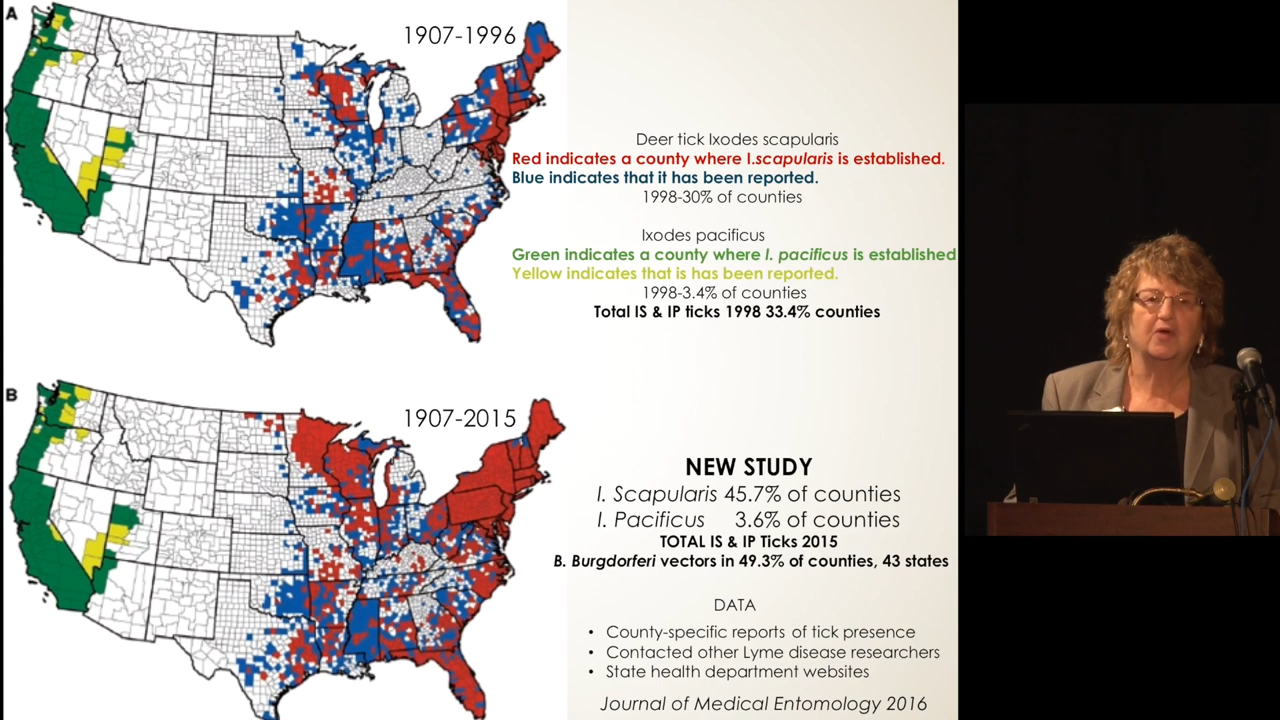 A
1907-1996
Deer tick Ixodes scapularis
Red indicates a county where I.scapularis is established.
Blue indicates that it has been reported.
1998-30% of counties
Ixodes pacificus
Green indicates a county where I. pacificus is established
Yellow indicates that is has been reported.
1998-3.4% of counties
Total IS & IP ticks 1998 33.4% counties
B
1907-2015
NEW STUDY
I. Scapularis 45.7% of counties
I. Pacificus 3.6% of counties
TOTAL IS & IP Ticks 2015
B. Burgdorferi vectors in 49.3% of counties, 43 states
DATA
• County-specific reports of tick presence
• Contacted other Lyme disease researchers
• State health department websites
Journal of Medical Entomology 2016